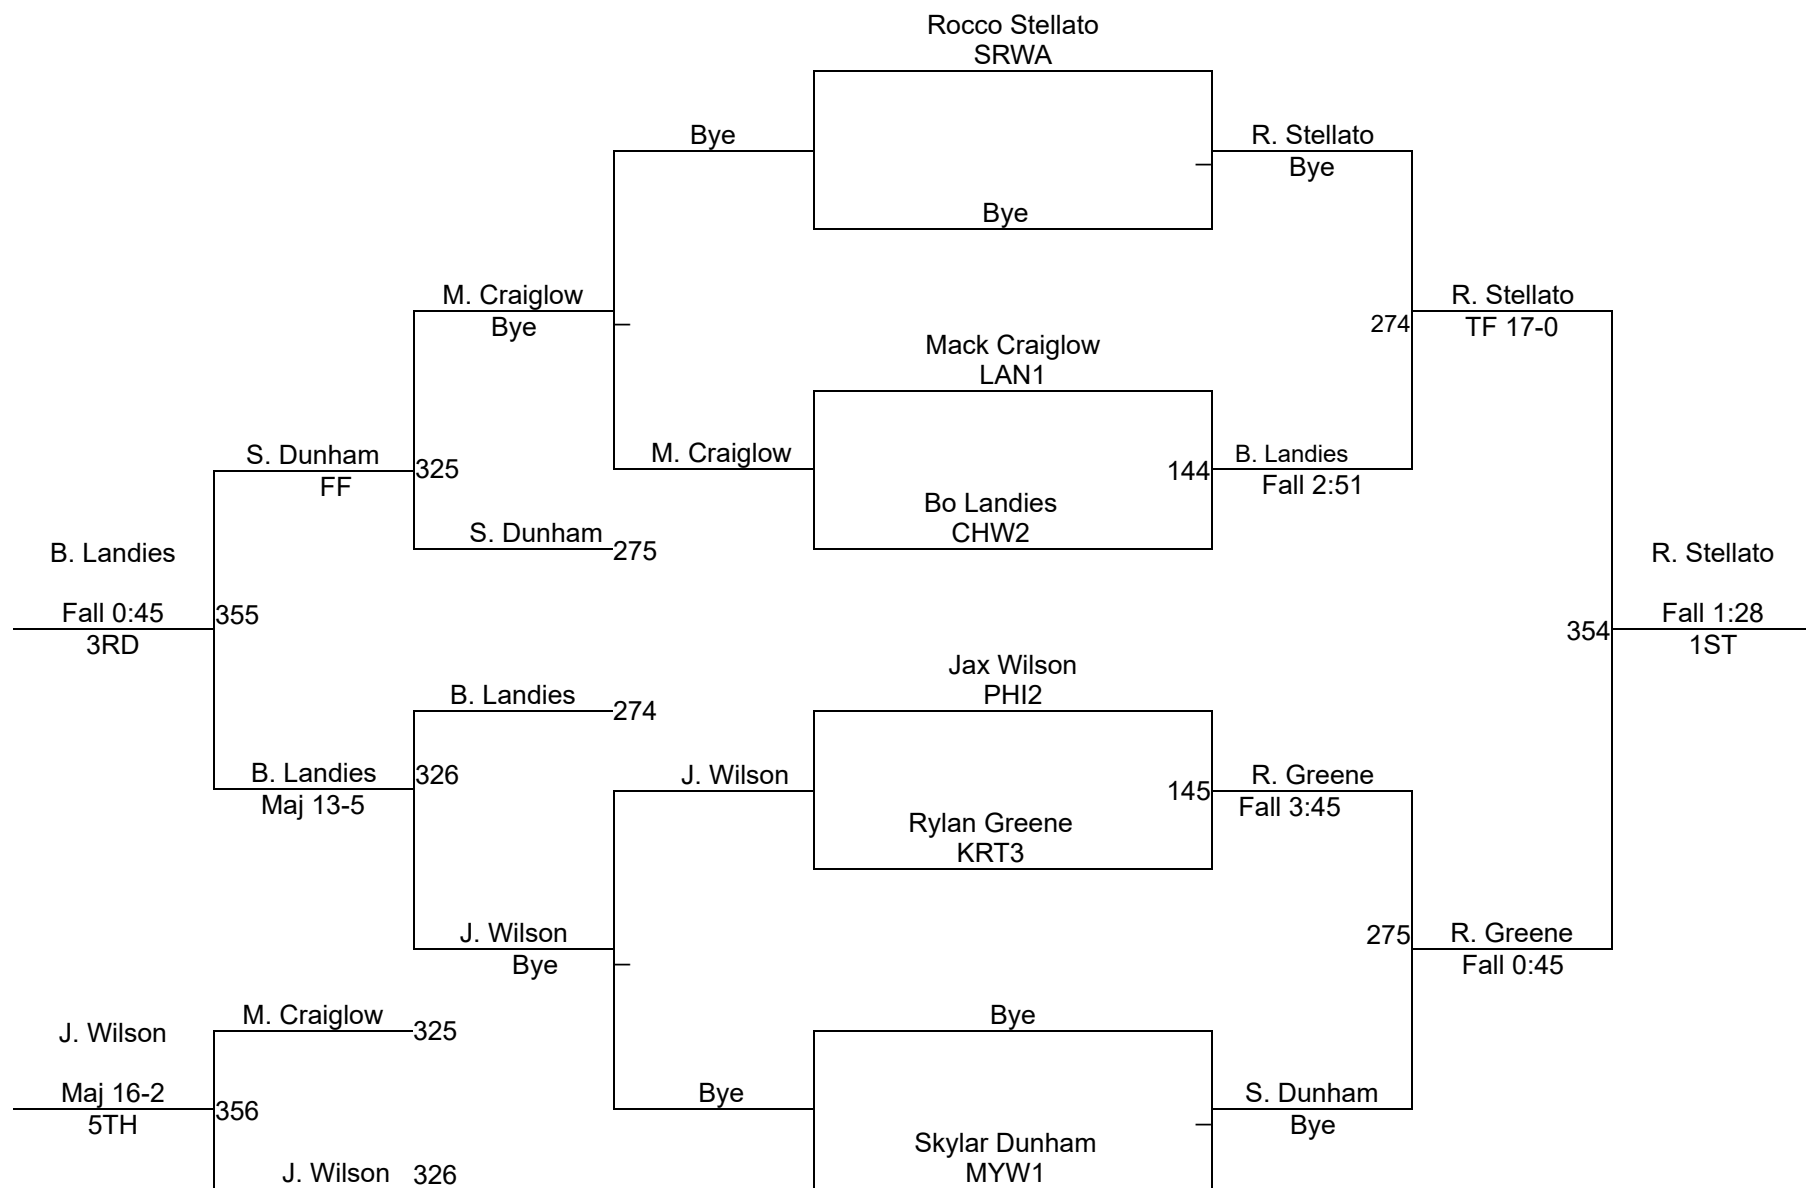 Rocco Stellato
SRWA
Bye
R. Stellato
Bye
Bye
M. Craiglow
Bye
R. Stellato
TF 17-0
274
Mack Craiglow
LAN1
S. Dunham
FF
325
M. Craiglow
144
B. Landies
Fall 2:51
Bo Landies
CHW2
S. Dunham
275
B. Landies
Fall 0:45
3RD
355
R. Stellato
Fall 1:28
1ST
354
Jax Wilson
PHI2
B. Landies
274
B. Landies
Maj 13-5
326
J. Wilson
145
R. Greene
Fall 3:45
Rylan Greene
KRT3
J. Wilson
Bye
275
R. Greene
Fall 0:45
M. Craiglow
325
Bye
J. Wilson
Maj 16-2
5TH
356
Bye
S. Dunham
Bye
Skylar Dunham
MYW1
J. Wilson
326